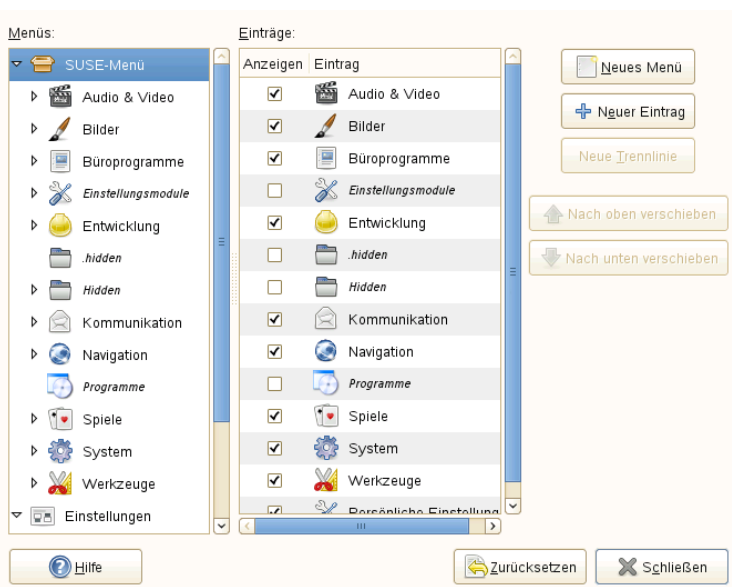 Menüs:
SUSE-Menü
Audio & Video
Bilder
Büroprogramme
Einstellungsmodule
Entwicklung
.hidden
Hidden
Kommunikation
Navigation
Programme
Spiele
System
Werkzeuge
Einstellungen
Einträge:
Anzeigen Eintrag
Audio & Video
Bilder
Büroprogramme
Einstellungsmodule
Entwicklung
.hidden
Hidden
Kommunikation
Navigation
Programme
Spiele
System
Werkzeuge
Persönliche Einstellung
Neues Menü
Neuer Eintrag
Neue Trennlinie
Nach oben verschieben
Nach unten verschieben
Hilfe
Zurücksetzen
Schließen